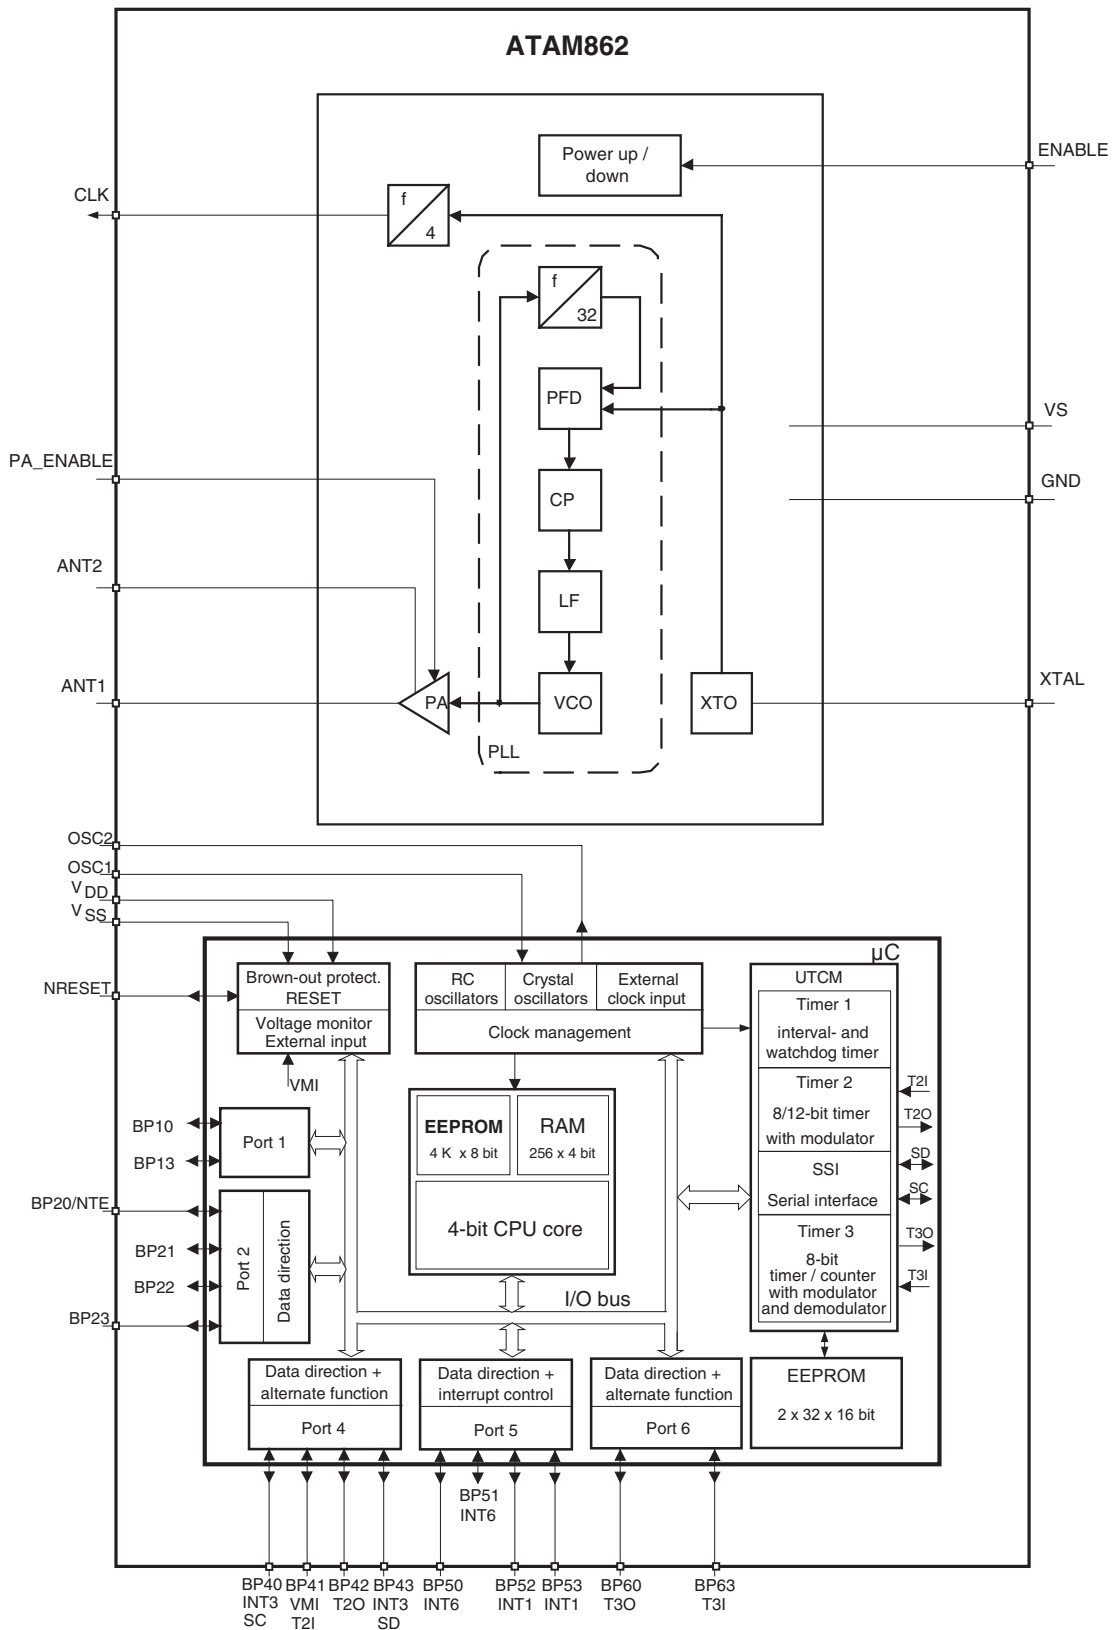 ATAM862
Power up /
down
ENABLE
CLK
f
4
f
32
PFD
VS
PA_ENABLE
GND
CP
ANT2
LF
ANT1
PA
VCO
XTO
XTAL
PLL
OSC2
OSC1
V DD
V SS
µC
NRESET
Brown-out protect.
RESET
Voltage monitor
External input
VMI
RC
oscillators
Crystal
oscillators
External
clock input
Clock management
UTCM
Timer 1
interval- and
watchdog timer
Timer 2
8/12-bit timer
with modulator
SSI
Serial interface
Timer 3
8-bit
timer / counter
with modulator
and demodulator
T2I
T2O
SD
SC
T3O
T3I
EEPROM
4 K x 8 bit
RAM
256 x 4 bit
4-bit CPU core
I/O bus
BP10
BP13
Port 1
BP20/NTE
BP21
BP22
BP23
Port 2
Data direction
Data direction +
alternate function
Port 4
Data direction +
interrupt control
Port 5
Data direction +
alternate function
Port 6
EEPROM
2 x 32 x 16 bit
BP51
INT6
BP40
INT3
SC
BP41
VMI
T2I
BP42
T2O
BP43
INT3
SD
BP50
INT6
BP52
INT1
BP53
INT1
BP60
T3O
BP63
T3I